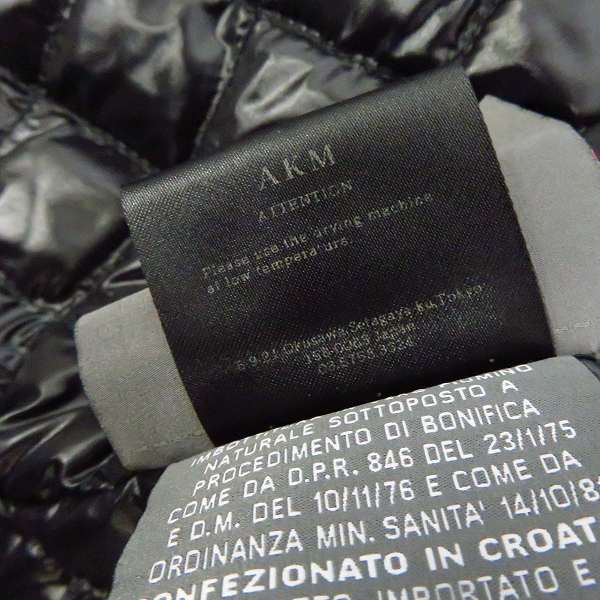 AKM
ATTENTION
Please use the drying machine
at low temperature.
Okusawa Setagaya Ku Tokyo
Japan
NATURALE SOTTOPOSTO A
PROCEDIMENTO DI BONIFICA
COME DA D.P.R. 846 DEL 23/1/75
E D.M. DEL 10/11/76 E COME DA
ORDINANZA MIN. SANITA' 14/10/8
CONFEZIONATO IN CROAT
IMPORTATO E